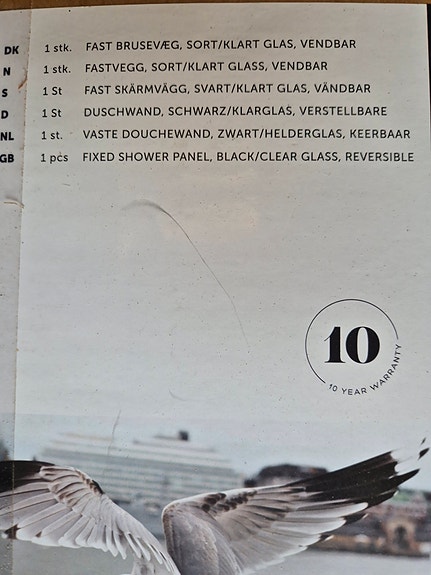 DK 1 stk. FAST BRUSEVÆG, SORT/KLART GLAS, VENDBAR
N 1 stk. FASTVEGG, SORT/KLART GLASS, VENDBAR
S 1 St FAST SKÄRMVÄGG, SVART/KLART GLAS, VÄNDBAR
D 1 St DUSCHWAND, SCHWARZ/KLARGLAS, VERSTELLBARE
NL 1 st. VASTE DOUCHEWAND, ZWART/HELDERGLAS, KEERBAAR
GB 1 pcs FIXED SHOWER PANEL, BLACK/CLEAR GLASS, REVERSIBLE
10
10 YEAR WARRANTY